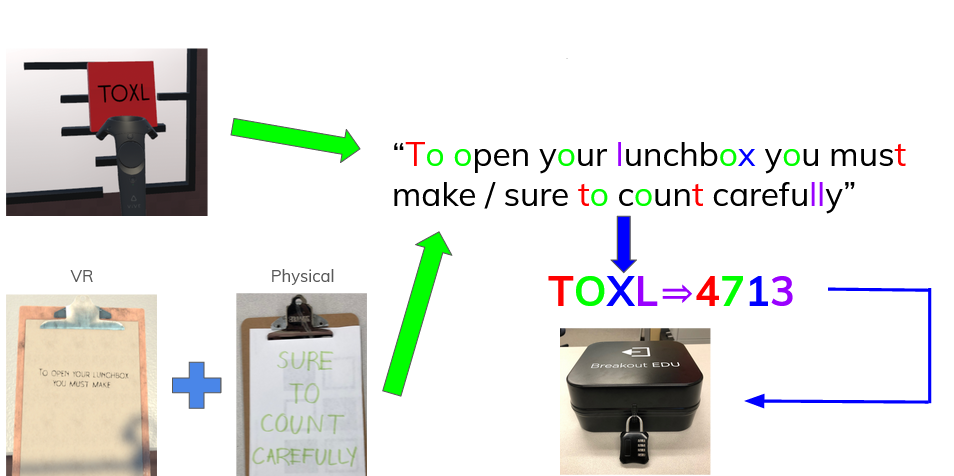 TOXL
“To open your lunchbox you must
make / sure to count carefully”
VR
Physical
TO OPEN YOUR LUNCHBOX
YOU MUST MAKE
SURE
TO
COUNT
CAREFULLY
TOXL⇒4713
Breakout EDU